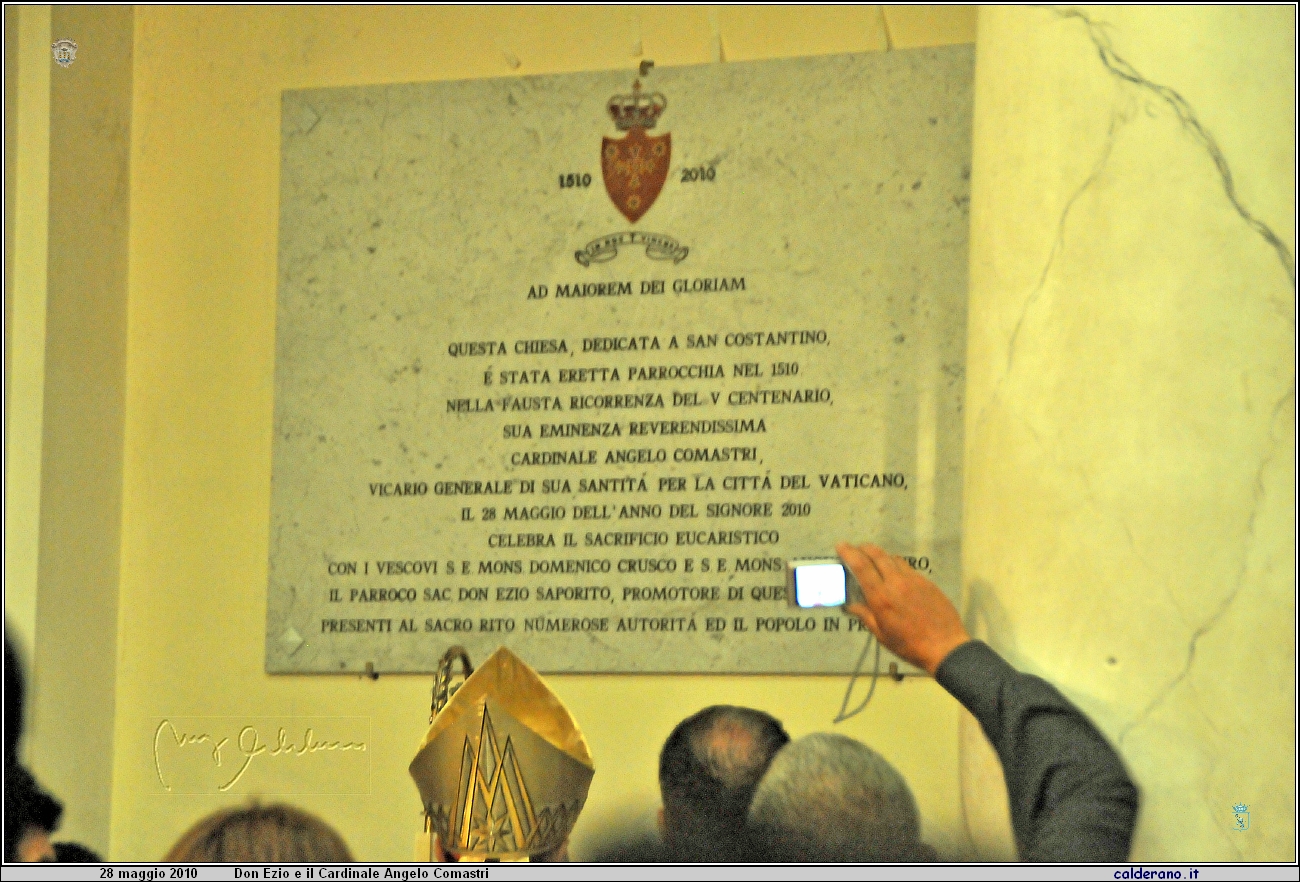 1510 2010
AD MAIOREM DEI GLORIAM
QUESTA CHIESA, DEDICATA A SAN COSTANTINO,
É STATA ERETTA PARROCCHIA NEL 1510
NELLA FAUSTA RICORRENZA DEL V CENTENARIO,
SUA EMINENZA REVERENDISSIMA
CARDINALE ANGELO COMASTRI,
VICARIO GENERALE DI SUA SANTITÁ PER LA CITTÁ DEL VATICANO,
IL 28 MAGGIO DELL'ANNO DEL SIGNORE 2010
CELEBRA IL SACRIFICIO EUCARISTICO
CON I VESCOVI S E MONS DOMENICO CRUSCO E S E MONS
IL PARROCO SAC DON EZIO SAPORITO, PROMOTORE DI
PRESENTI AL SACRO RITO NUMEROSE AUTORITÁ ED IL POPOLO IN
28 maggio 2010 Don Ezio e il Cardinale Angelo Comastri calderano.it